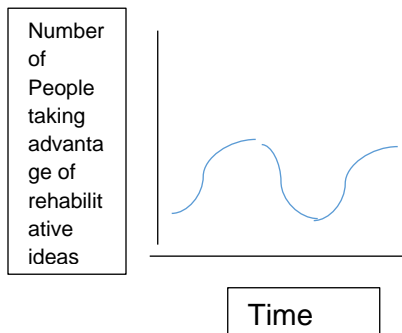 Number
of
People
taking
advanta
ge of
rehabilit
ative
ideas
Time